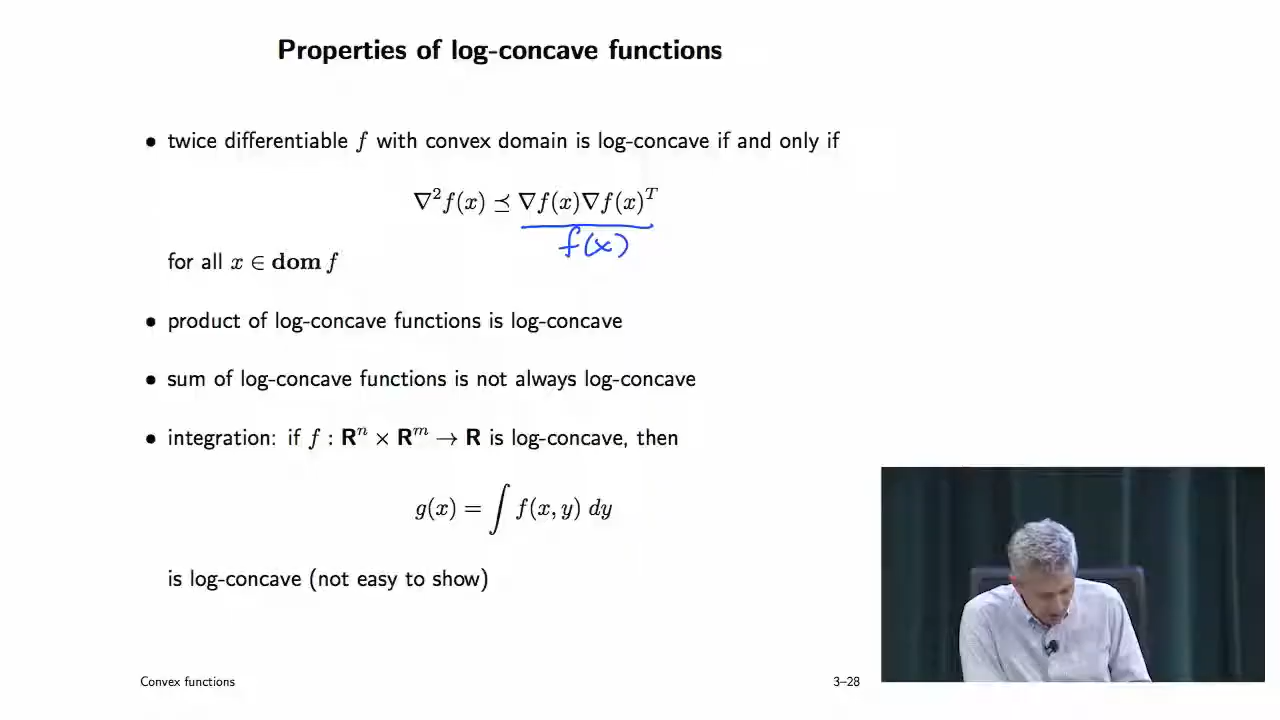 Properties of log-concave functions
• twice differentiable f with convex domain is log-concave if and only if
∇²f(x) ⪯ ∇f(x)∇f(x)ᵀ
f(x)
for all x ∈ dom f
• product of log-concave functions is log-concave
• sum of log-concave functions is not always log-concave
• integration: if f : Rⁿ × Rᵐ → R is log-concave, then
g(x) = ∫ f(x, y) dy
is log-concave (not easy to show)
Convex functions 3–28